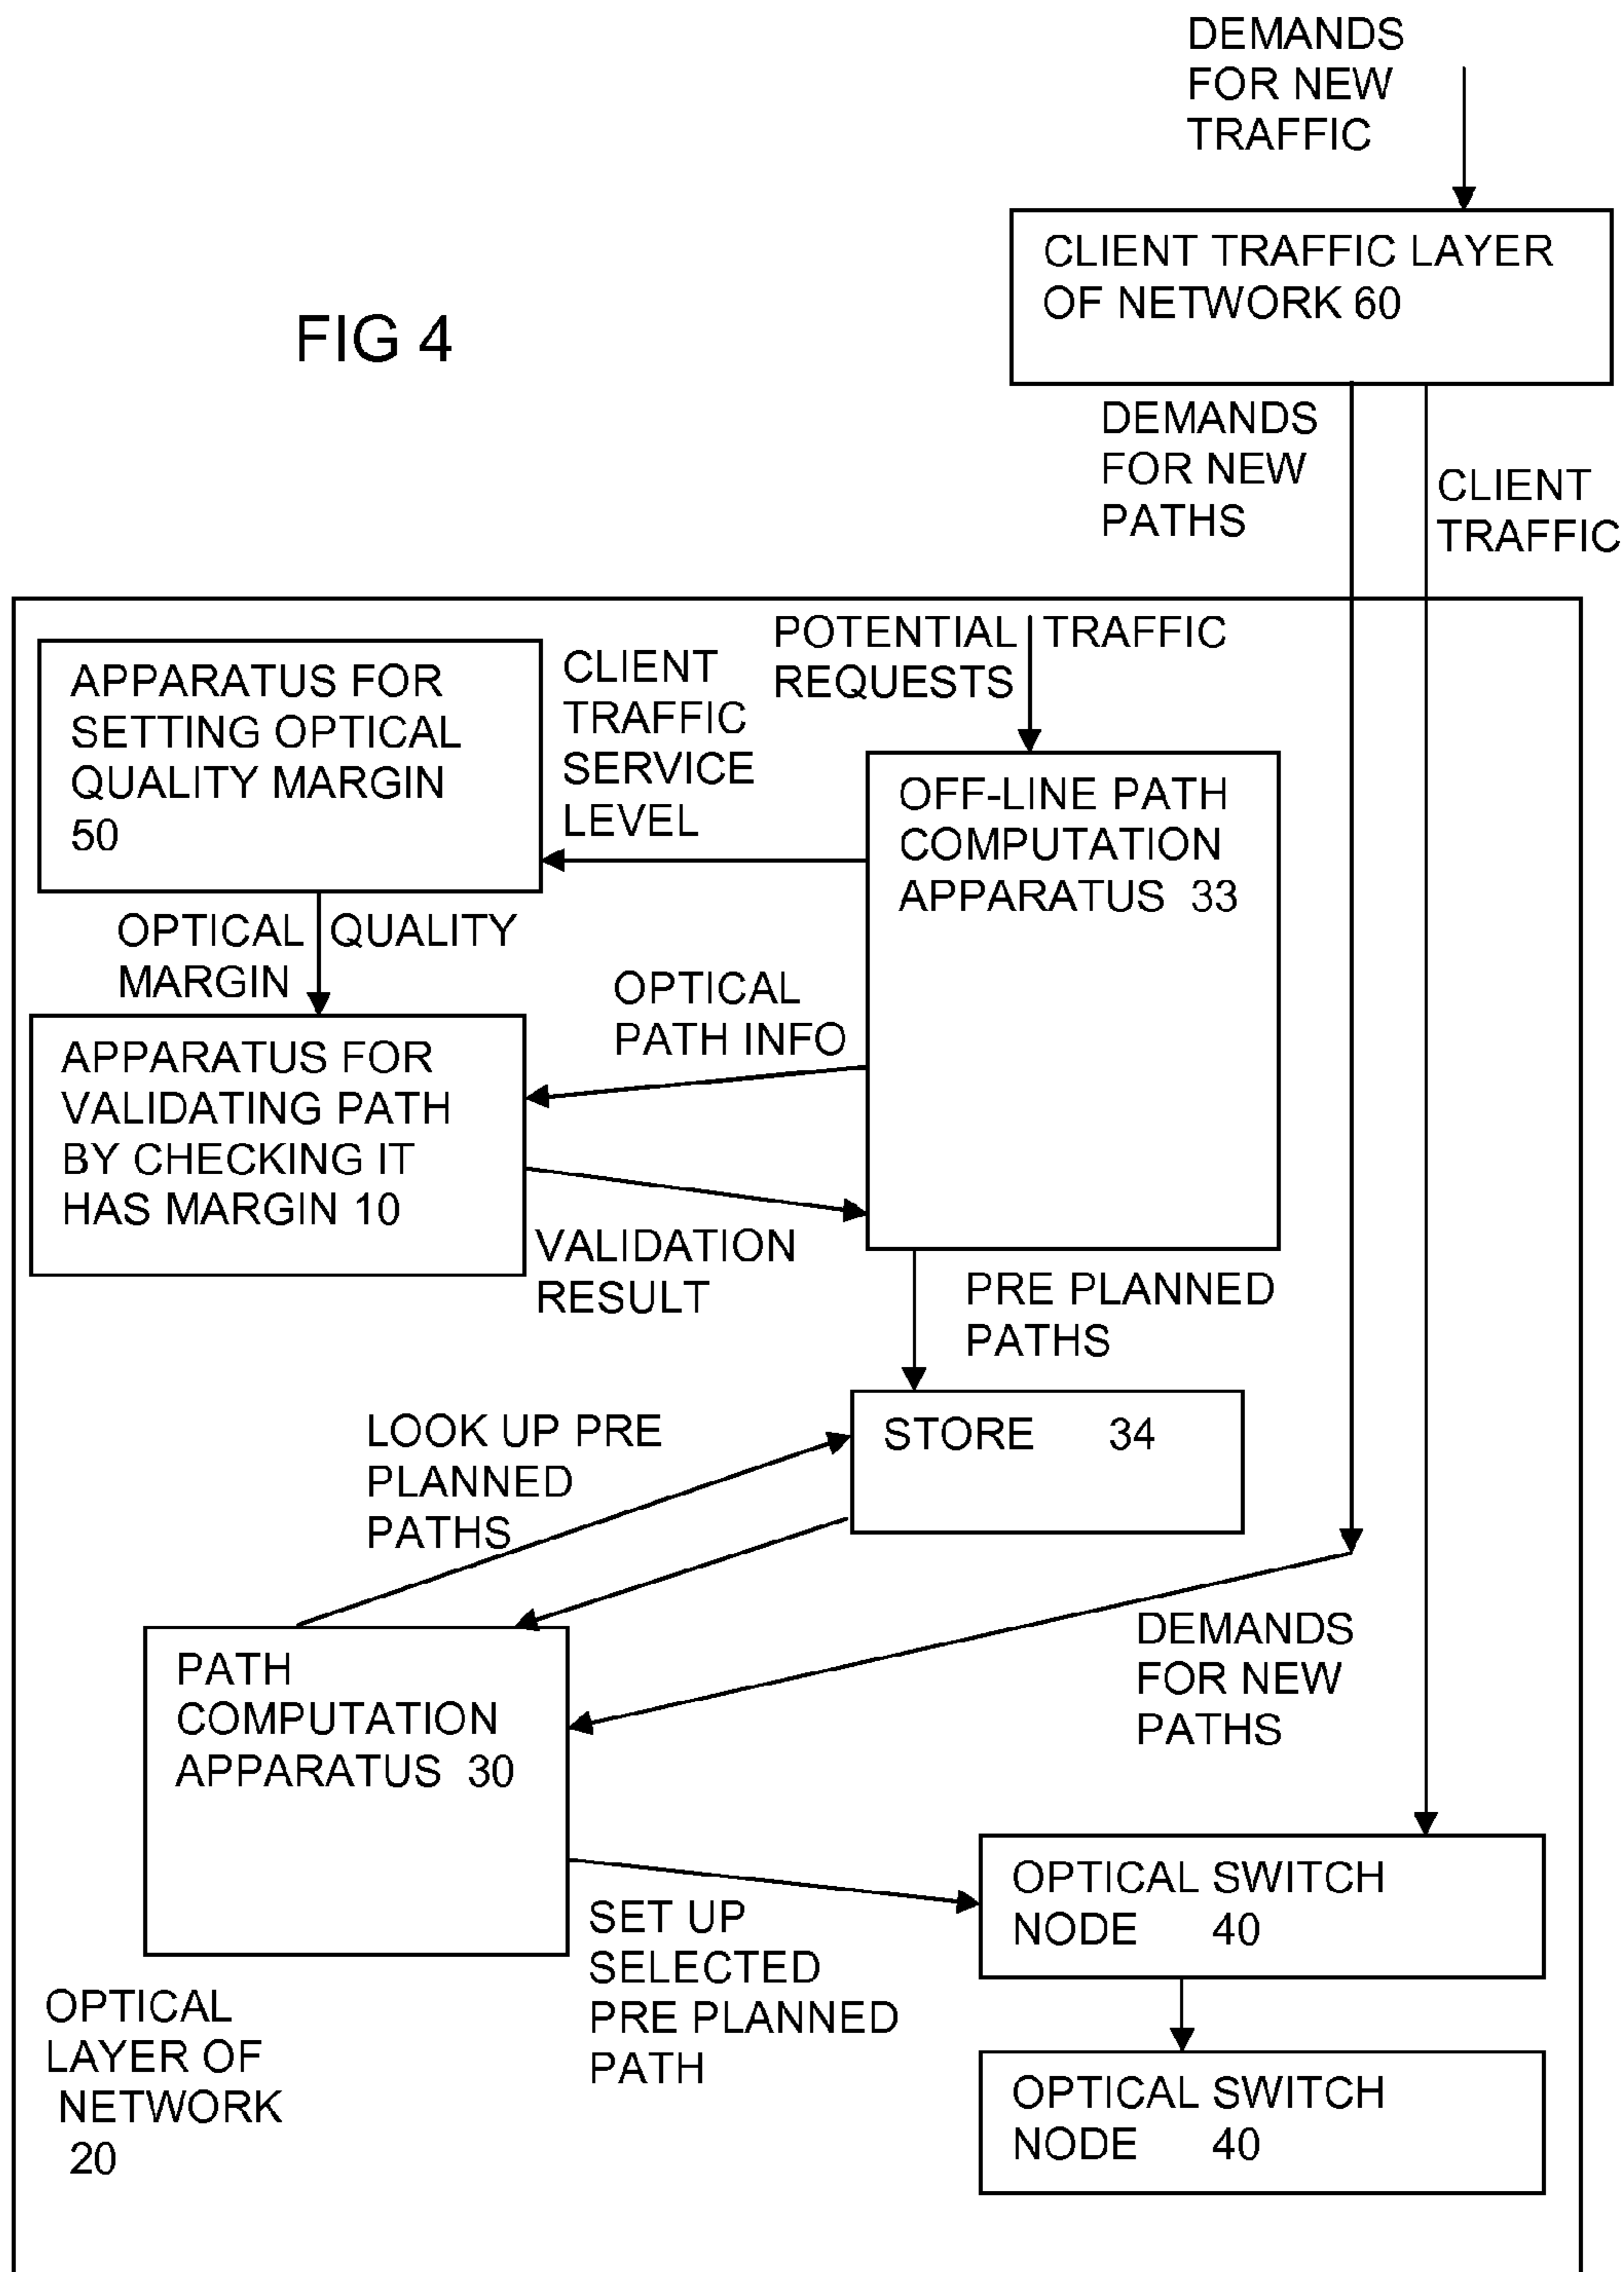 DEMANDS
FOR NEW
TRAFFIC
CLIENT TRAFFIC LAYER
OF NETWORK 60
FIG 4
DEMANDS
FOR NEW
PATHS
CLIENT
TRAFFIC
POTENTIAL TRAFFIC
REQUESTS
APPARATUS FOR
SETTING OPTICAL
QUALITY MARGIN
50
CLIENT
TRAFFIC
SERVICE
LEVEL
OFF-LINE PATH
COMPUTATION
APPARATUS 33
OPTICAL QUALITY
MARGIN
OPTICAL
PATH INFO
APPARATUS FOR
VALIDATING PATH
BY CHECKING IT
HAS MARGIN 10
VALIDATION
RESULT
PRE PLANNED
PATHS
LOOK UP PRE
PLANNED
PATHS
STORE 34
DEMANDS
FOR NEW
PATHS
PATH
COMPUTATION
APPARATUS 30
OPTICAL SWITCH
NODE 40
SET UP
SELECTED
PRE PLANNED
PATH
OPTICAL
LAYER OF
NETWORK
20
OPTICAL SWITCH
NODE 40